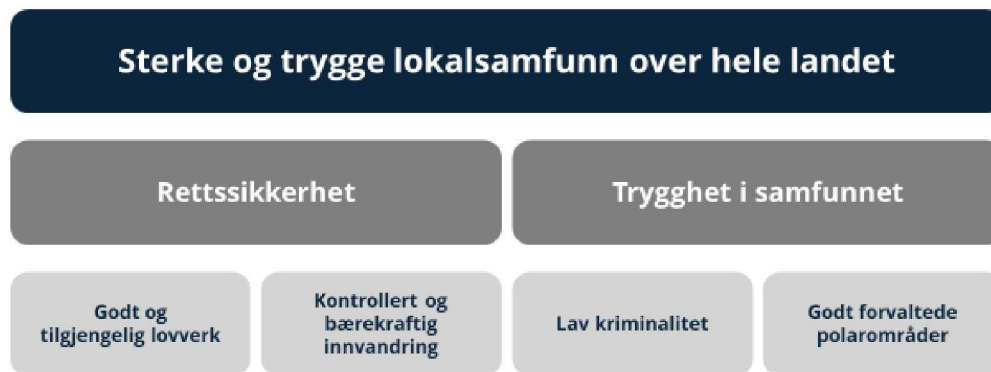 Sterke og trygge lokalsamfunn over hele landet
Rettssikkerhet
Trygghet i samfunnet
Godt og
tilgjengelig lovverk
Kontrollert og
bærekraftig
innvandring
Lav kriminalitet
Godt forvaltede
polarområder